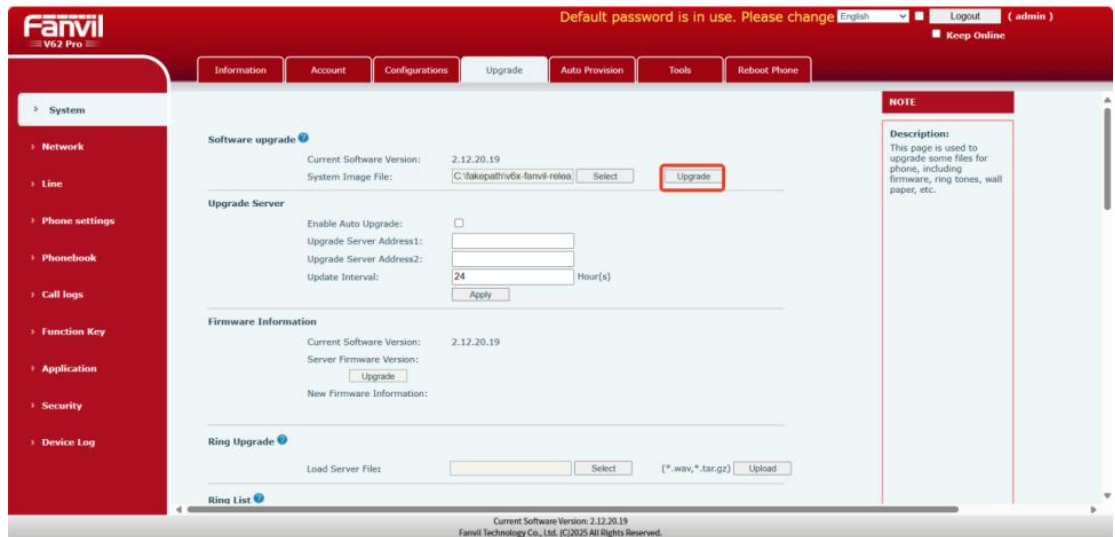 Fanvil
V62 Pro
Default password is in use. Please change
English
Logout
( admin )
Keep Online
Information
Account
Configurations
Upgrade
Auto Provision
Tools
Reboot Phone
› System
› Network
› Line
› Phone settings
› Phonebook
› Call logs
› Function Key
› Application
› Security
› Device Log
Software upgrade ?
Current Software Version: 2.12.20.19
System Image File: C:\fakepath\v6x-fanvil-relea Select Upgrade
Upgrade Server
Enable Auto Upgrade:
Upgrade Server Address1:
Upgrade Server Address2:
Update Interval: 24 Hour(s)
Apply
Firmware Information
Current Software Version: 2.12.20.19
Server Firmware Version:
Upgrade
New Firmware Information:
Ring Upgrade ?
Load Server File: Select (*.wav,*.tar.gz) Upload
Ring List ?
NOTE
Description:
This page is used to
upgrade some files for
phone, including
firmware, ring tones, wall
paper, etc.
Current Software Version: 2.12.20.19
Fanvil Technology Co., Ltd. (C)2025 All Rights Reserved.